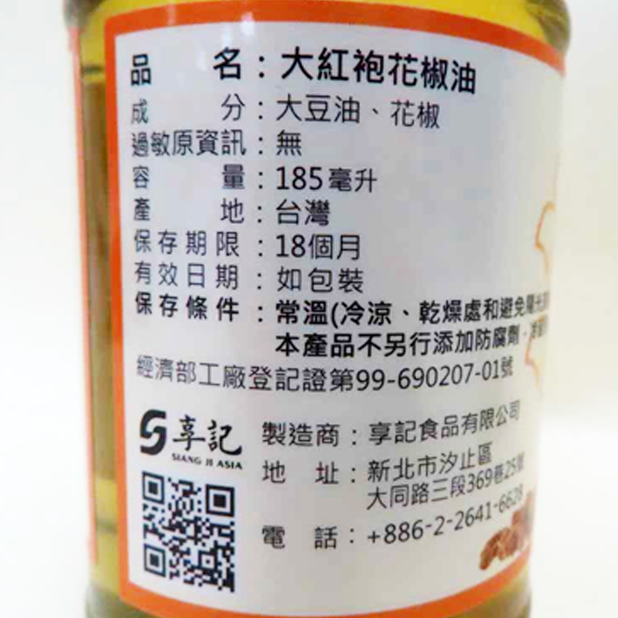 品 名：大紅袍花椒油
成 分：大豆油、花椒
過敏原資訊：無
容 量：185毫升
產 地：台灣
保存期限：18個月
有效日期：如包裝
保存條件：常溫(冷涼、乾燥處和避免陽光
本產品不另行添加防腐劑，
經濟部工廠登記證第99-690207-01號
享記
SIANG JI ASIA
製造商：享記食品有限公司
地 址：新北市汐止區
大同路三段369巷25號
電 話：+886-2-2641-6628